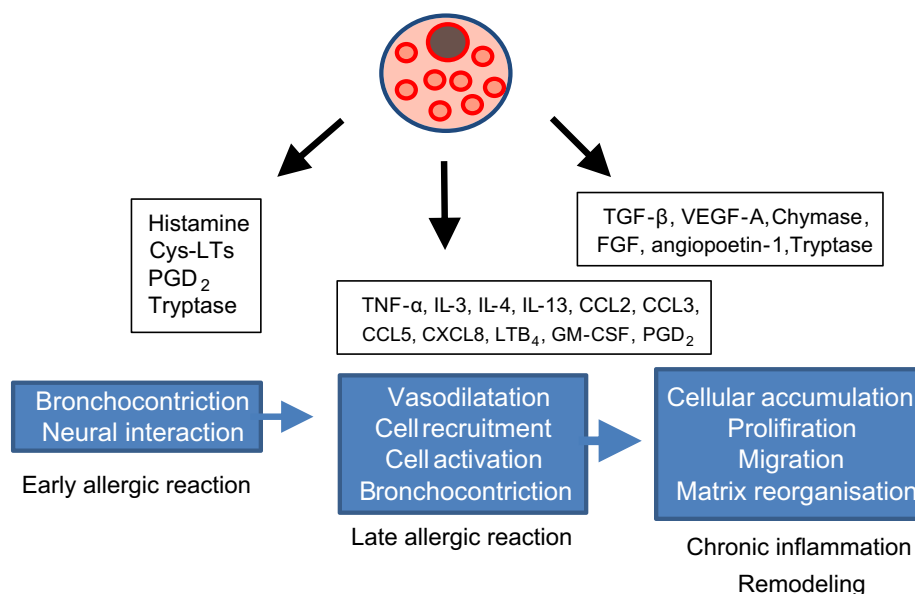 Histamine
Cys-LTs
PGD2
Tryptase
TGF-β, VEGF-A,Chymase,
FGF, angiopoetin-1,Tryptase
TNF-α, IL-3, IL-4, IL-13, CCL2, CCL3,
CCL5, CXCL8, LTB4, GM-CSF, PGD2
Bronchocontriction
Neural interaction
Early allergic reaction
Vasodilatation
Cell recruitment
Cell activation
Bronchocontriction
Late allergic reaction
Cellular accumulation
Prolifiration
Migration
Matrix reorganisation
Chronic inflammation
Remodeling